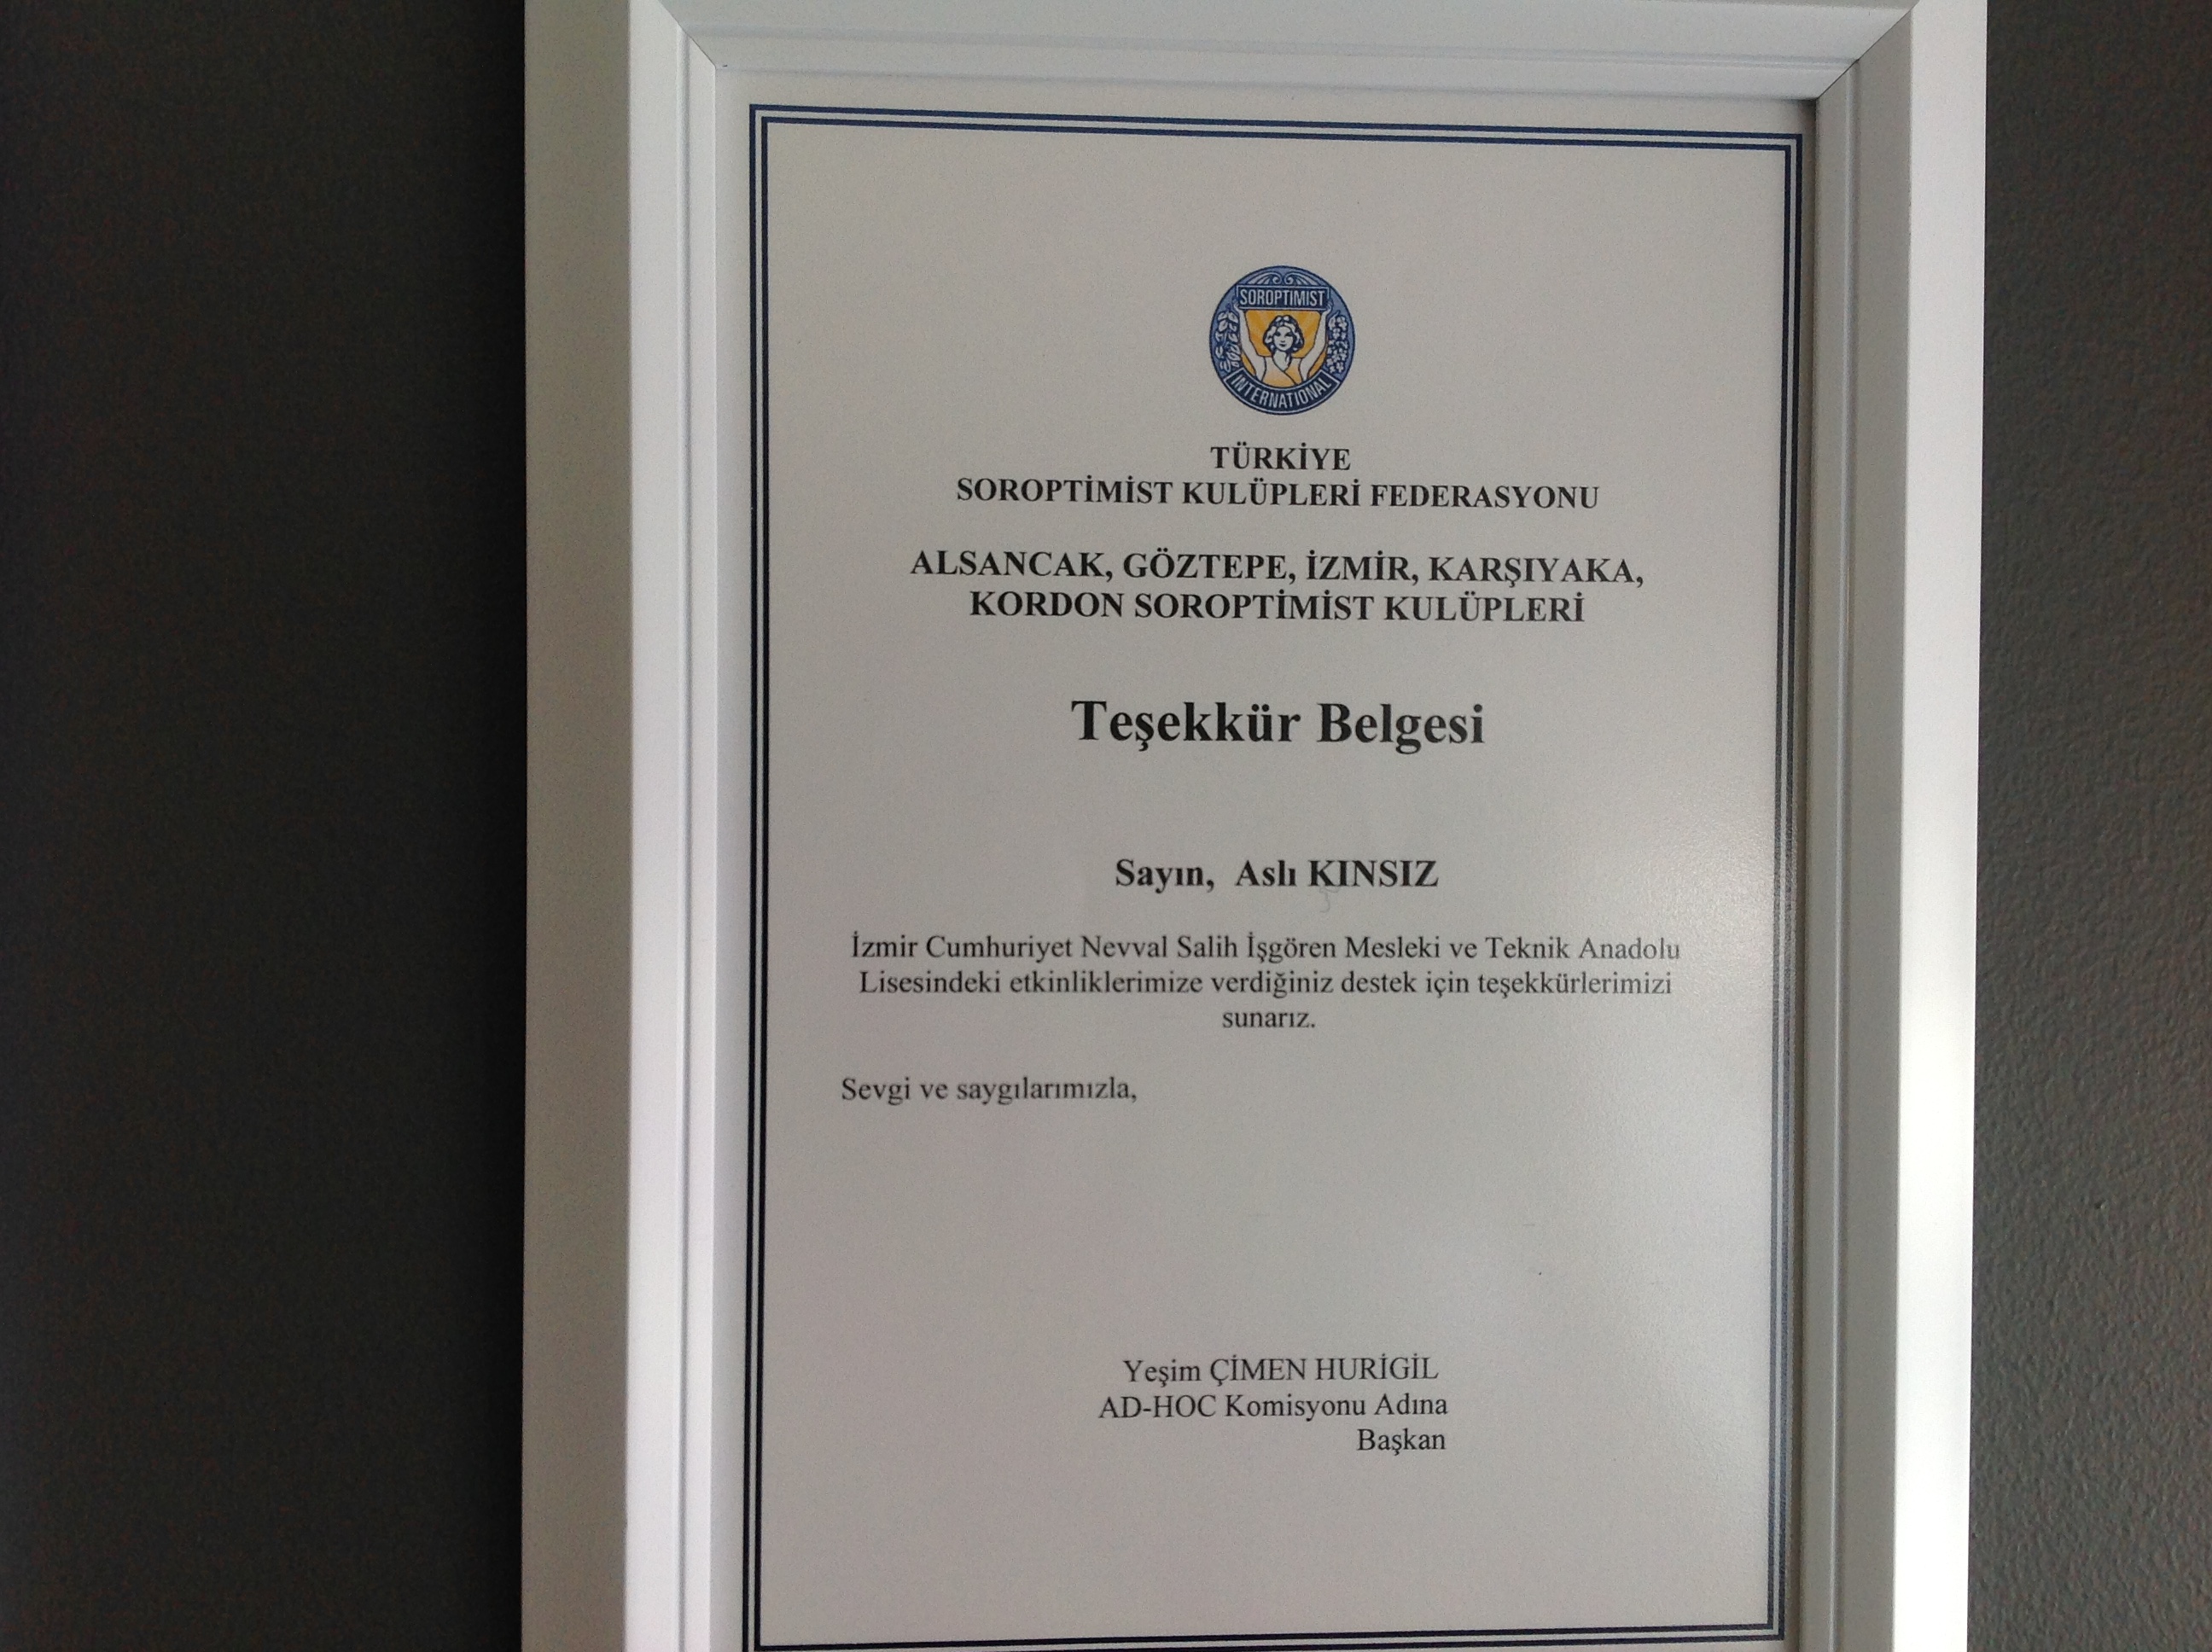 SOROPTIMIST
INTERNATIONAL
TÜRKİYE
SOROPTİMİST KULÜPLERİ FEDERASYONU
ALSANCAK, GÖZTEPE, İZMİR, KARŞIYAKA,
KORDON SOROPTİMİST KULÜPLERİ
Teşekkür Belgesi
Sayın, Aslı KINSIZ
İzmir Cumhuriyet Nevval Salih İşgören Mesleki ve Teknik Anadolu
Lisesindeki etkinliklerimize verdiğiniz destek için teşekkürlerimizi
sunarız.
Sevgi ve saygılarımızla,
Yeşim ÇİMEN HURİGİL
AD-HOC Komisyonu Adına
Başkan